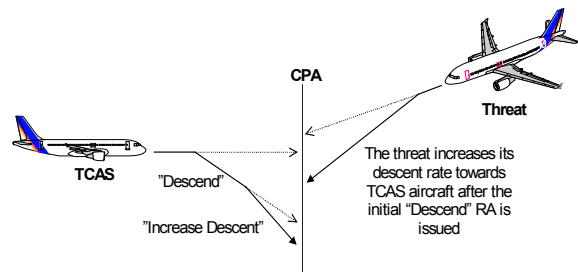 CPA
Threat
TCAS
"Descend"
"Increase Descent"
The threat increases its
descent rate towards
TCAS aircraft after the
initial “Descend” RA is
issued